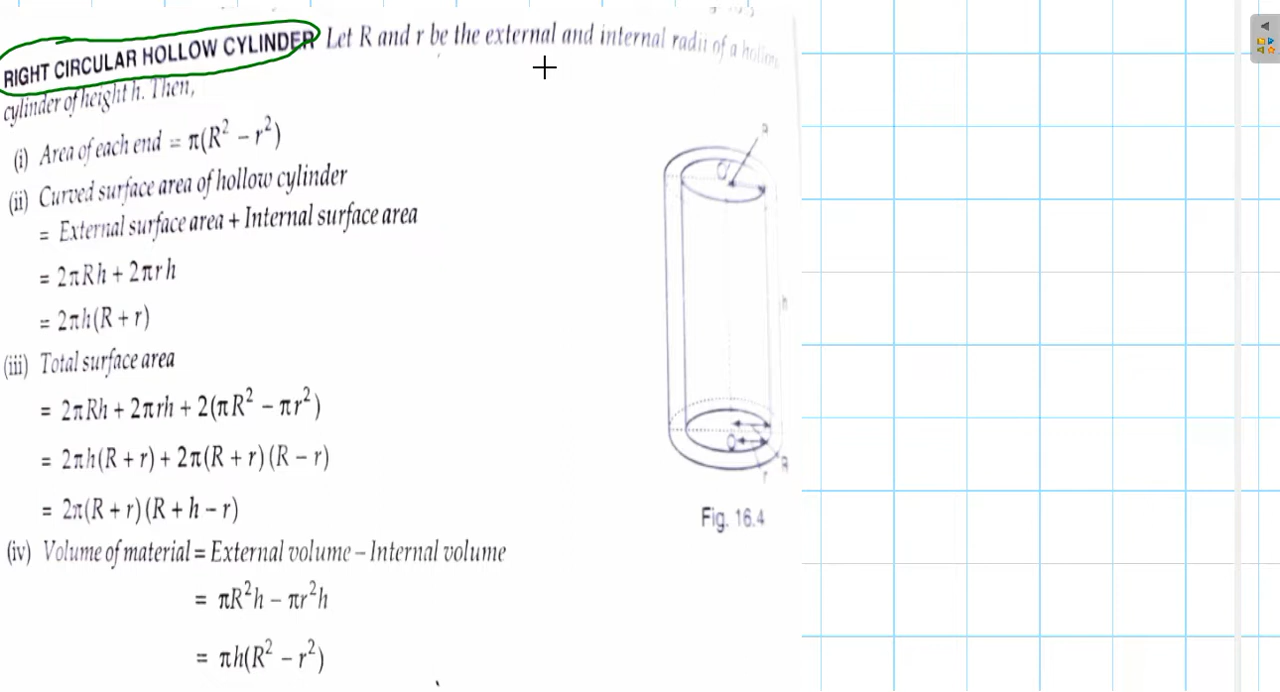 RIGHT CIRCULAR HOLLOW CYLINDER Let R and r be the external and internal radii of a hollow
cylinder of height h. Then,
(i) Area of each end = π(R² − r²)
(ii) Curved surface area of hollow cylinder
= External surface area + Internal surface area
= 2πRh + 2πrh
= 2πh(R + r)
(iii) Total surface area
= 2πRh + 2πrh + 2(πR² − πr²)
= 2πh(R + r) + 2π(R + r)(R − r)
= 2π(R + r)(R + h − r)
(iv) Volume of material = External volume − Internal volume
= πR²h − πr²h
= πh(R² − r²)
h
O
R
r
Fig. 16.4